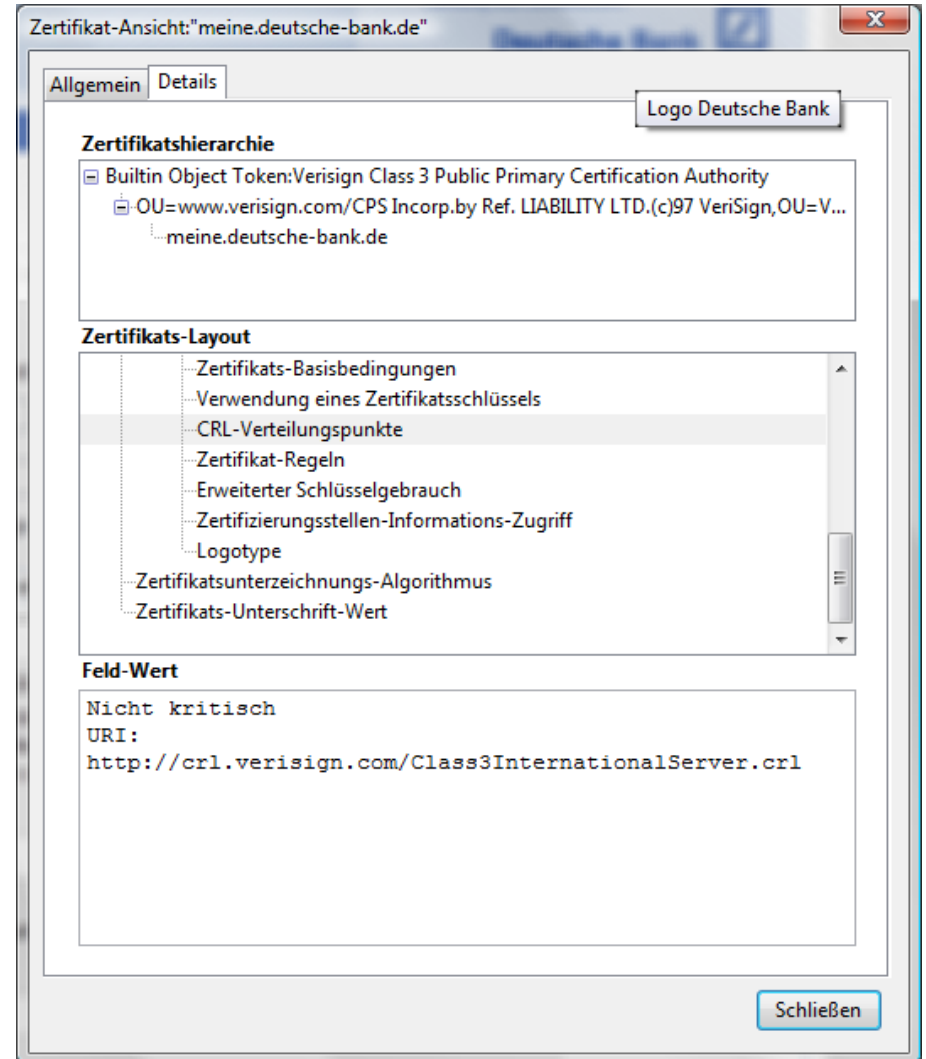 Zertifikat-Ansicht:"meine.deutsche-bank.de"
Deutsche Bank
Allgemein
Details
Logo Deutsche Bank
Zertifikatshierarchie
Builtin Object Token:Verisign Class 3 Public Primary Certification Authority
OU=www.verisign.com/CPS Incorp.by Ref. LIABILITY LTD.(c)97 VeriSign,OU=V...
meine.deutsche-bank.de
Zertifikats-Layout
Zertifikats-Basisbedingungen
Verwendung eines Zertifikatsschlüssels
CRL-Verteilungspunkte
Zertifikat-Regeln
Erweiterter Schlüsselgebrauch
Zertifizierungsstellen-Informations-Zugriff
Logotype
Zertifikatsunterzeichnungs-Algorithmus
Zertifikats-Unterschrift-Wert
Feld-Wert
Nicht kritisch
URI:
http://crl.verisign.com/Class3InternationalServer.crl
Schließen